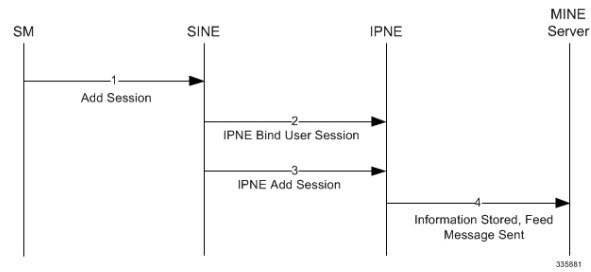 SM
SINE
IPNE
MINE
Server
1
Add Session
2
IPNE Bind User Session
3
IPNE Add Session
4
Information Stored, Feed
Message Sent
335881